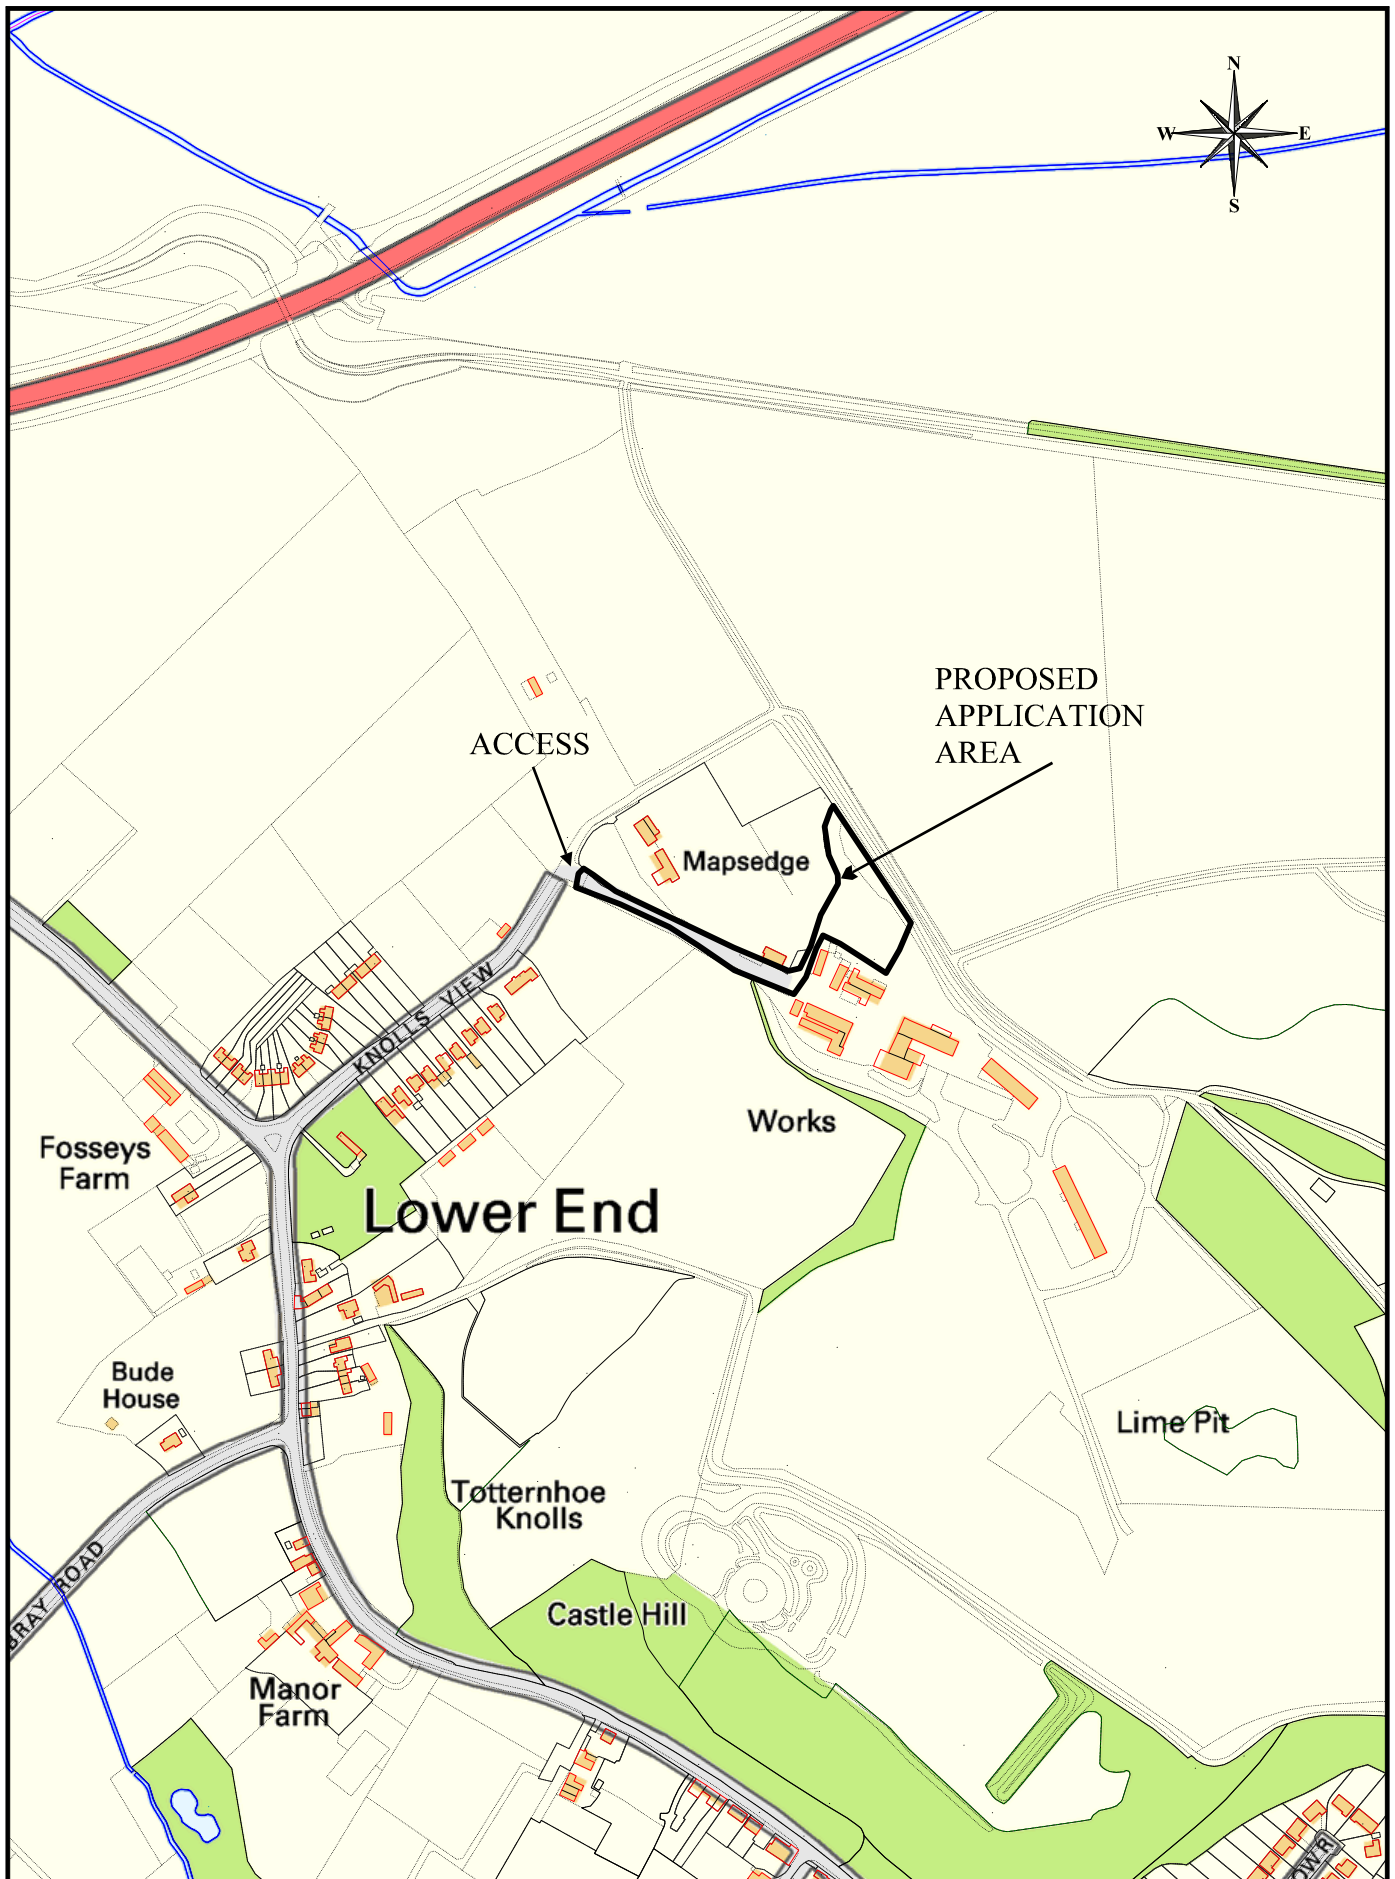 N
W E
S
PROPOSED
APPLICATION
AREA
ACCESS
Mapsedge
KNOLLS VIEW
Works
Fosseys
Farm
Lower End
Bude
House
Lime Pit
Totternhoe
Knolls
BRAY ROAD
Castle Hill
Manor
Farm
OW R